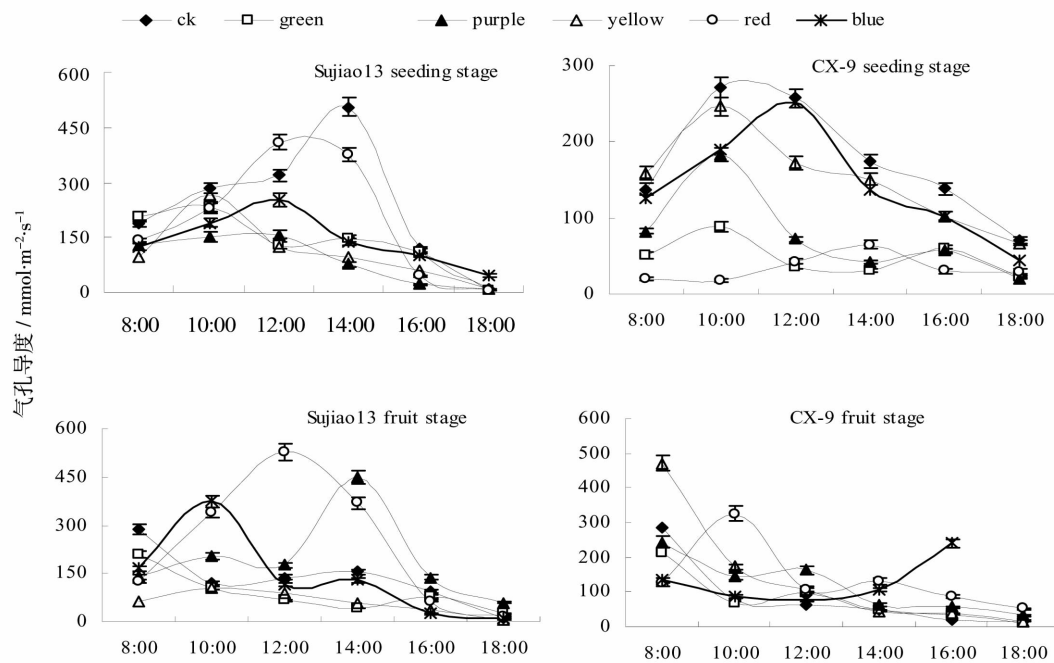 ck green purple yellow red blue
Sujiao13 seeding stage
600
450
300
150
0
8:00 10:00 12:00 14:00 16:00 18:00
CX-9 seeding stage
300
200
100
0
8:00 10:00 12:00 14:00 16:00 18:00
气孔导度 / mmol·m⁻²·s⁻¹
Sujiao13 fruit stage
600
450
300
150
0
8:00 10:00 12:00 14:00 16:00 18:00
CX-9 fruit stage
600
500
400
300
200
100
0
8:00 10:00 12:00 14:00 16:00 18:00